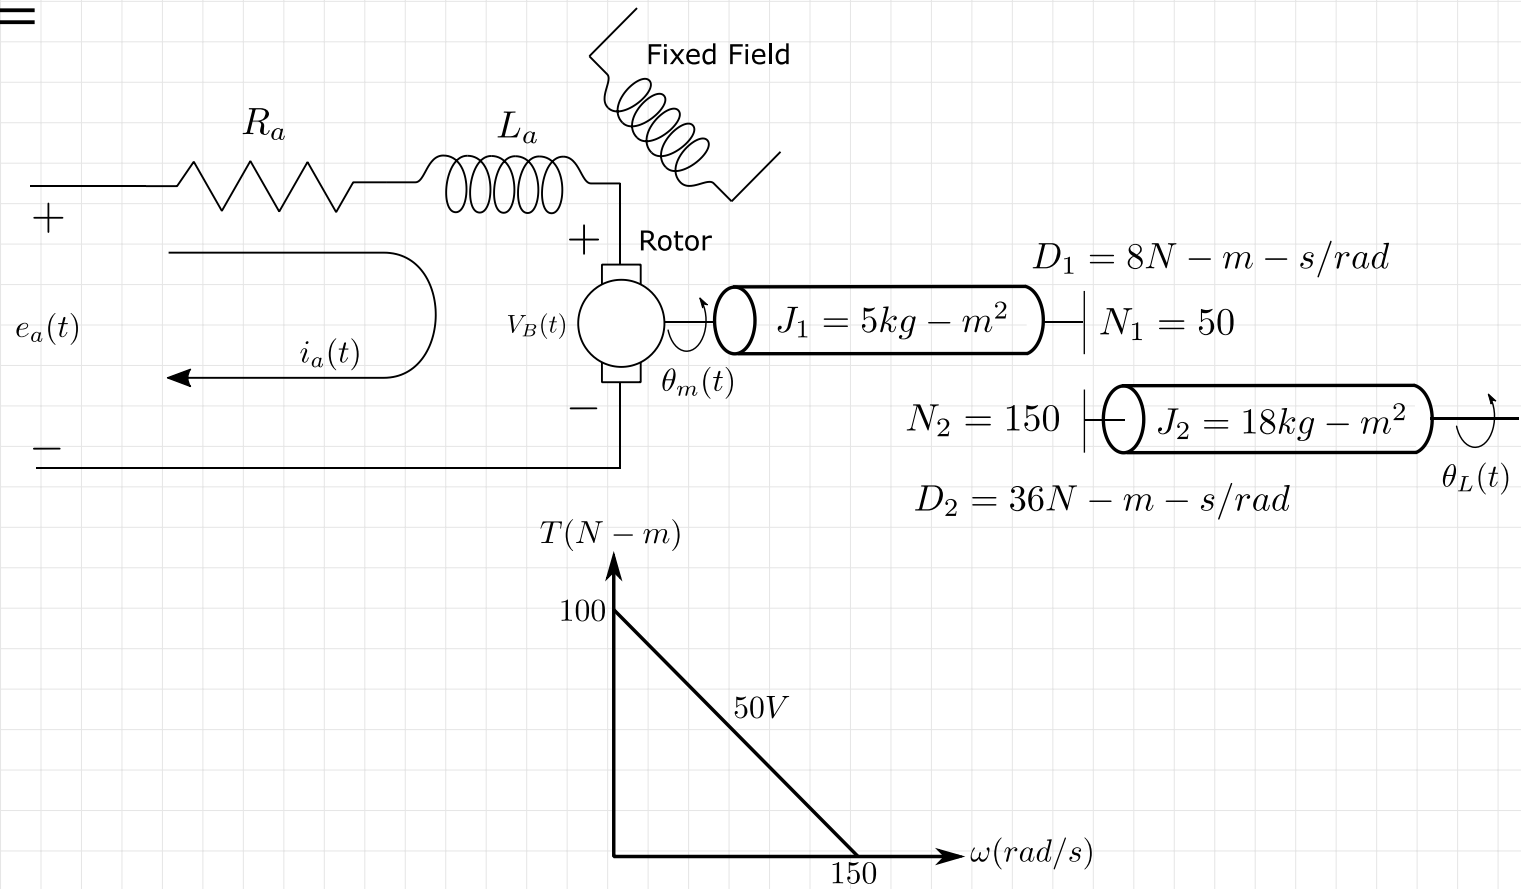 Fixed Field
R_a
L_a
+
+
Rotor
D_1 = 8N − m − s/rad
e_a(t)
i_a(t)
V_B(t)
J_1 = 5kg − m^2
N_1 = 50
θ_m(t)
−
N_2 = 150
J_2 = 18kg − m^2
−
θ_L(t)
D_2 = 36N − m − s/rad
T(N − m)
100
50V
ω(rad/s)
150